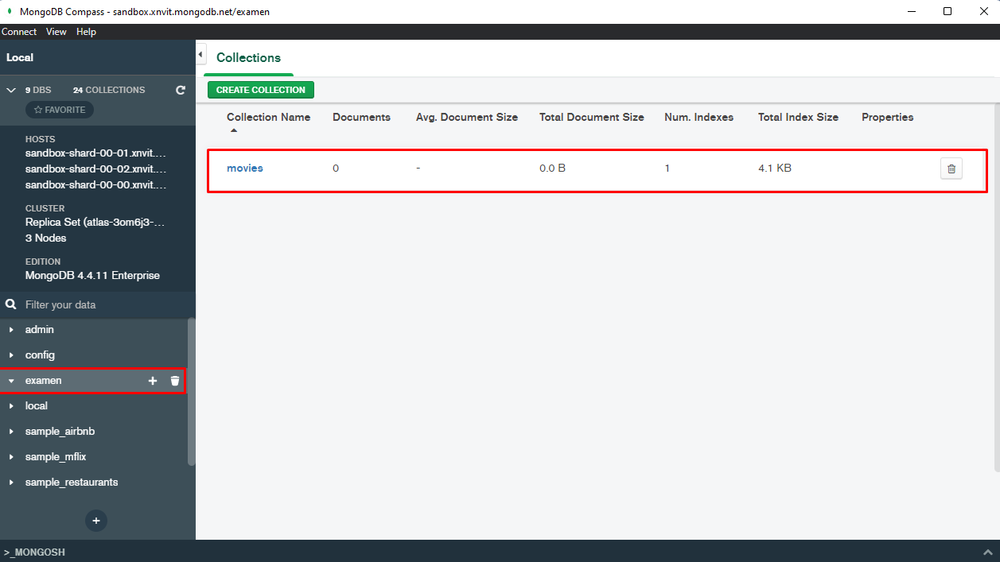 MongoDB Compass - sandbox.xnvit.mongodb.net/examen
Connect View Help
Local
9 DBS 24 COLLECTIONS
FAVORITE
HOSTS
sandbox-shard-00-01.xnvit....
sandbox-shard-00-02.xnvit....
sandbox-shard-00-00.xnvit....
CLUSTER
Replica Set (atlas-3om6j3-...
3 Nodes
EDITION
MongoDB 4.4.11 Enterprise
Filter your data
admin
config
examen
local
sample_airbnb
sample_mflix
sample_restaurants
>_MONGOSH
Collections
CREATE COLLECTION
Collection Name Documents Avg. Document Size Total Document Size Num. Indexes Total Index Size Properties
movies 0 - 0.0 B 1 4.1 KB